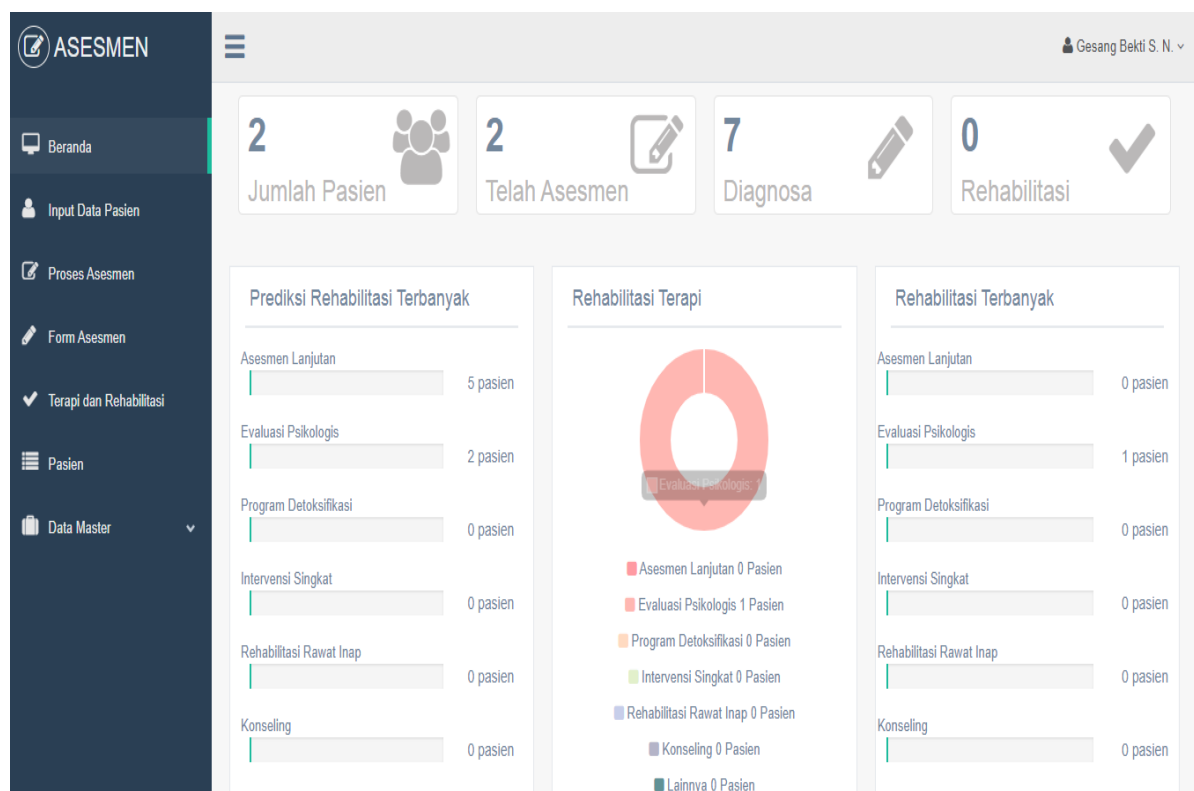 ASESMEN
Gesang Bekti S. N.
Beranda
Input Data Pasien
Proses Asesmen
Form Asesmen
Terapi dan Rehabilitasi
Pasien
Data Master
2
Jumlah Pasien
2
Telah Asesmen
7
Diagnosa
0
Rehabilitasi
Prediksi Rehabilitasi Terbanyak
Asesmen Lanjutan
5 pasien
Evaluasi Psikologis
2 pasien
Program Detoksifikasi
0 pasien
Intervensi Singkat
0 pasien
Rehabilitasi Rawat Inap
0 pasien
Konseling
0 pasien
Rehabilitasi Terapi
Evaluasi Psikologis: 1
Asesmen Lanjutan 0 Pasien
Evaluasi Psikologis 1 Pasien
Program Detoksifikasi 0 Pasien
Intervensi Singkat 0 Pasien
Rehabilitasi Rawat Inap 0 Pasien
Konseling 0 Pasien
Lainnya 0 Pasien
Rehabilitasi Terbanyak
Asesmen Lanjutan
0 pasien
Evaluasi Psikologis
1 pasien
Program Detoksifikasi
0 pasien
Intervensi Singkat
0 pasien
Rehabilitasi Rawat Inap
0 pasien
Konseling
0 pasien